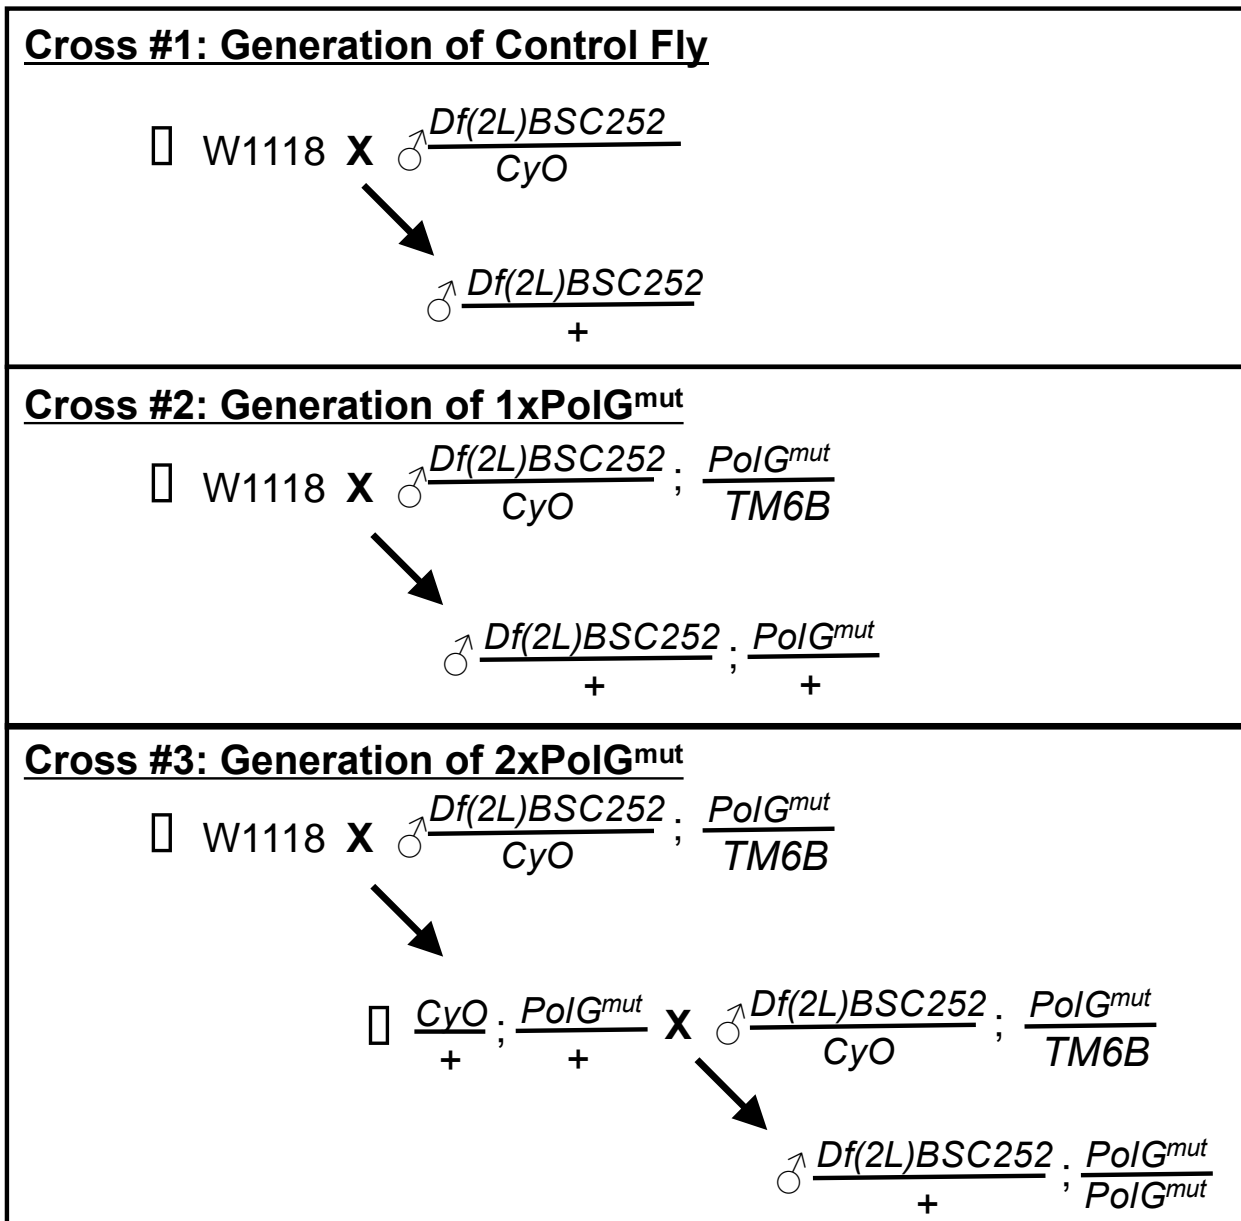 Cross #1: Generation of Control Fly
▯ W1118 X ♂ Df(2L)BSC252
CyO
♂ Df(2L)BSC252
+
Cross #2: Generation of 1xPolGmut
▯ W1118 X ♂ Df(2L)BSC252 ; PolGmut
CyO TM6B
♂ Df(2L)BSC252 ; PolGmut
+ +
Cross #3: Generation of 2xPolGmut
▯ W1118 X ♂ Df(2L)BSC252 ; PolGmut
CyO TM6B
▯ CyO ; PolGmut X ♂ Df(2L)BSC252 ; PolGmut
+ + CyO TM6B
♂ Df(2L)BSC252 ; PolGmut
+ PolGmut